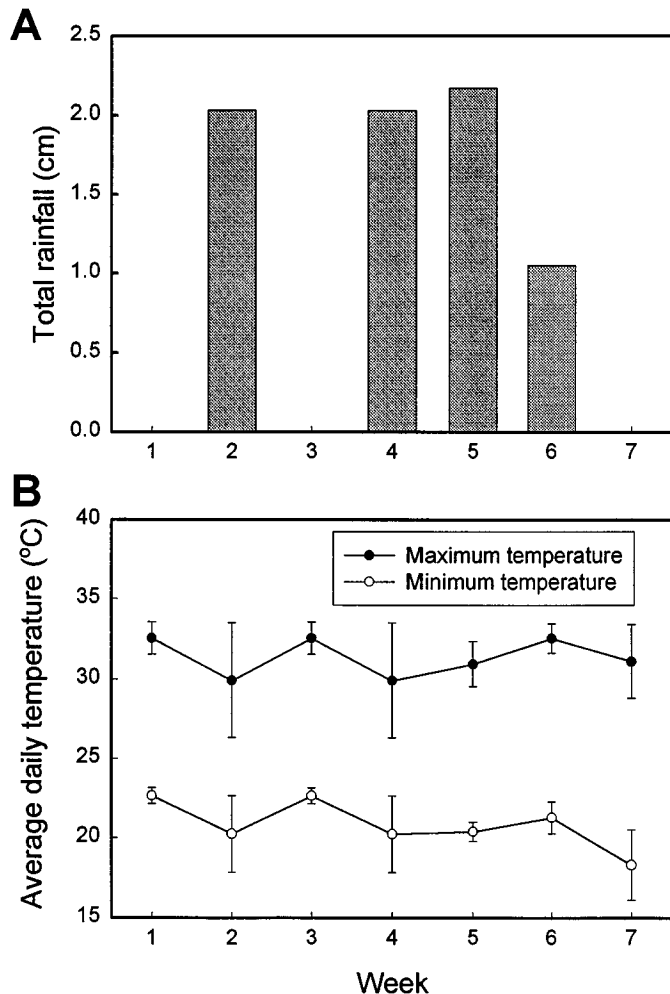 A
Total rainfall (cm)
2.5
2.0
1.5
1.0
0.5
0.0
1 2 3 4 5 6 7
B
Average daily temperature (ºC)
40
35
30
25
20
15
Maximum temperature
Minimum temperature
1 2 3 4 5 6 7
Week